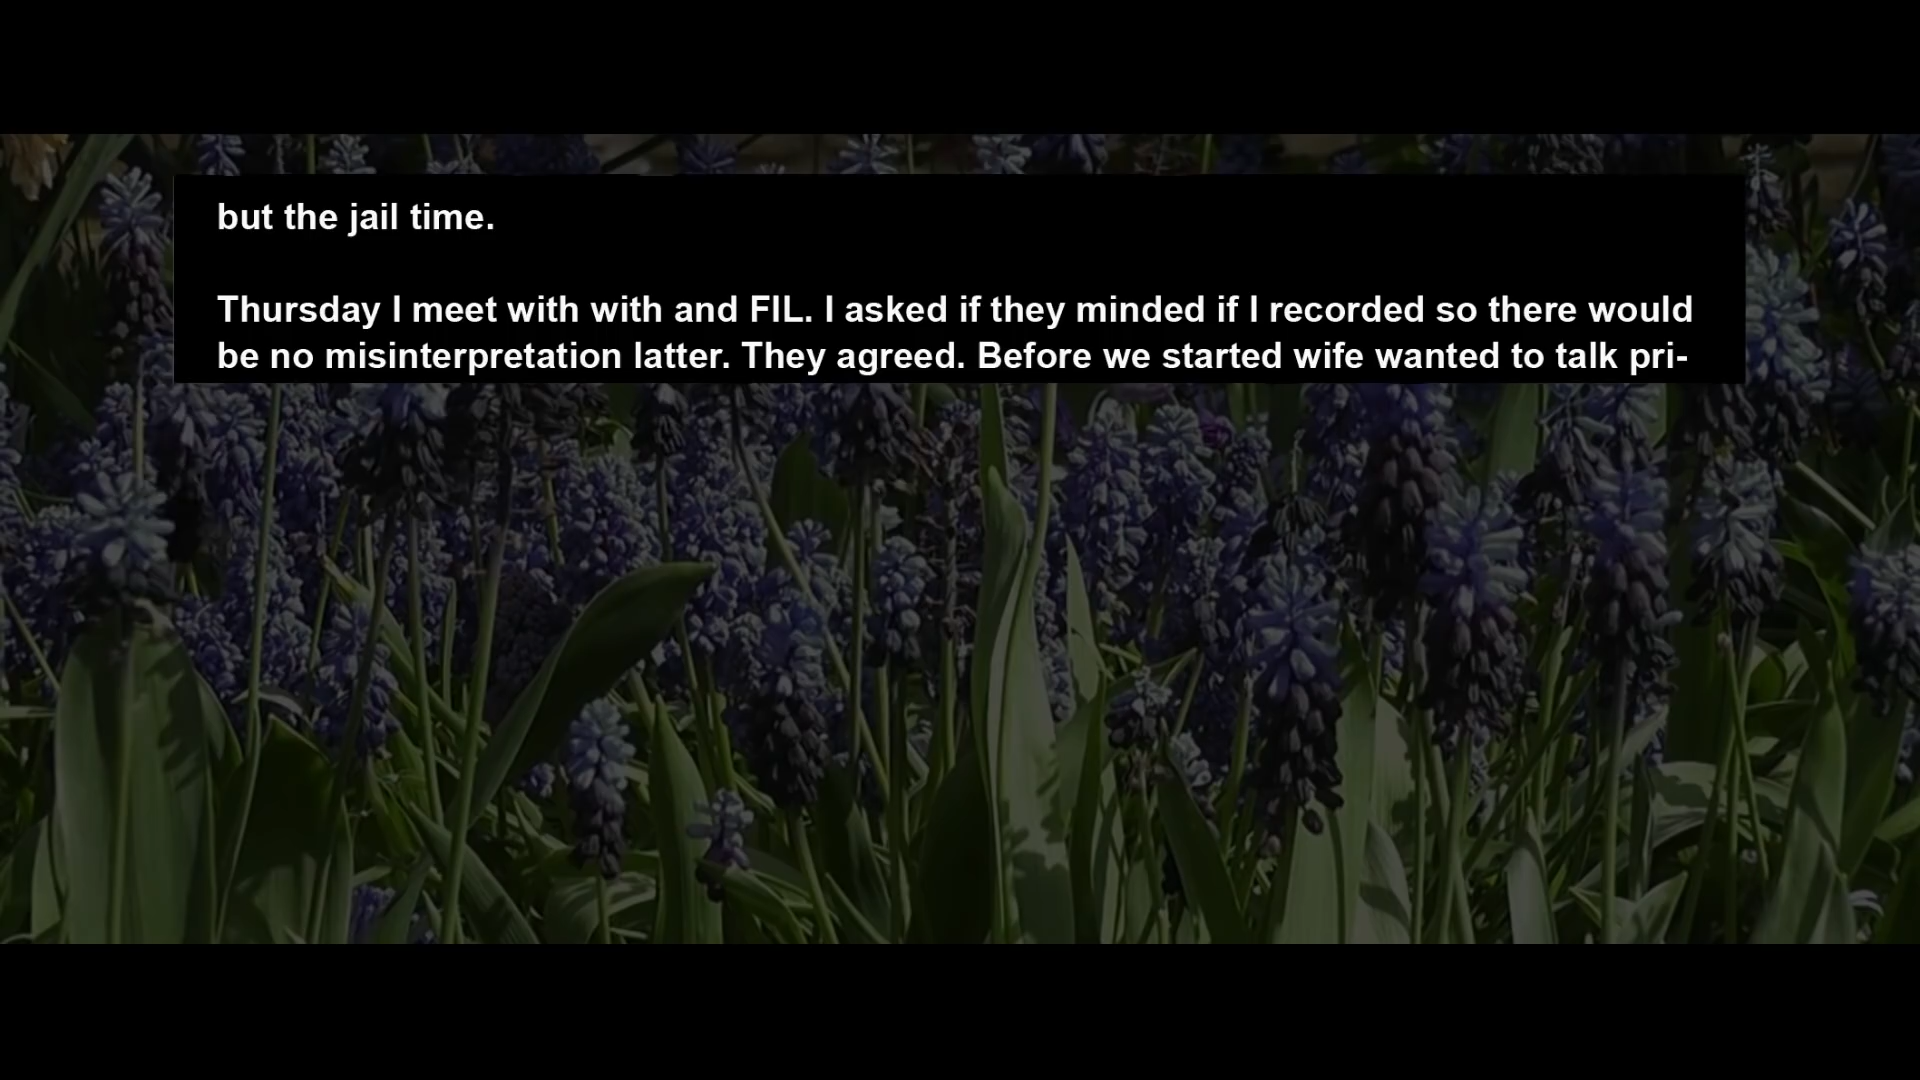 but the jail time.
Thursday I meet with with and FIL. I asked if they minded if I recorded so there would
be no misinterpretation latter. They agreed. Before we started wife wanted to talk pri-